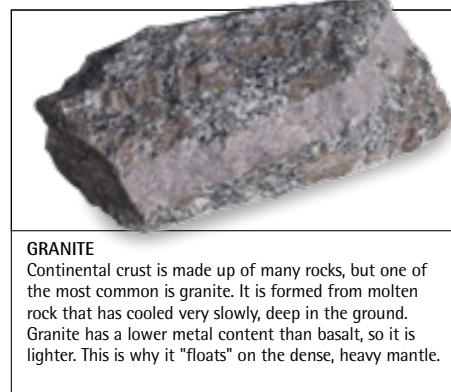 GRANITE
Continental crust is made up of many rocks, but one of
the most common is granite. It is formed from molten
rock that has cooled very slowly, deep in the ground.
Granite has a lower metal content than basalt, so it is
lighter. This is why it "floats" on the dense, heavy mantle.